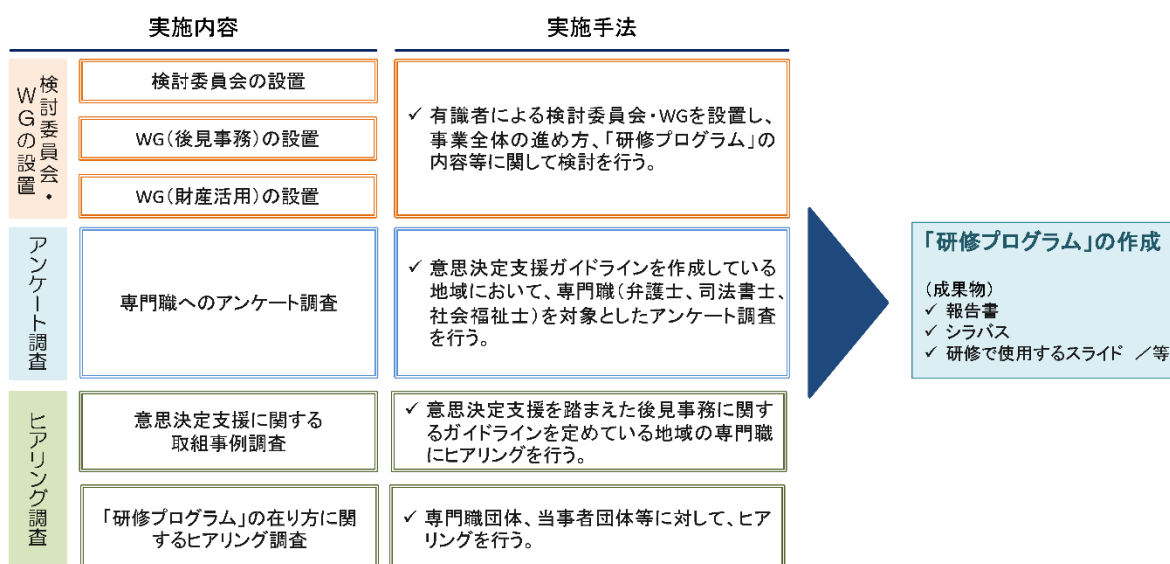 実施内容
実施手法
検討委員会・
WGの設置
検討委員会の設置
WG(後見事務)の設置
WG(財産活用)の設置
✓ 有識者による検討委員会・WGを設置し、
事業全体の進め方、「研修プログラム」の
内容等に関して検討を行う。
アンケート調査
専門職へのアンケート調査
✓ 意思決定支援ガイドラインを作成している
地域において、専門職(弁護士、司法書士、
社会福祉士)を対象としたアンケート調査
を行う。
ヒアリング調査
意思決定支援に関する
取組事例調査
✓ 意思決定支援を踏まえた後見事務に関す
るガイドラインを定めている地域の専門職
にヒアリングを行う。
「研修プログラム」の在り方に関
するヒアリング調査
✓ 専門職団体、当事者団体等に対して、ヒア
リングを行う。
「研修プログラム」の作成
(成果物)
✓ 報告書
✓ シラバス
✓ 研修で使用するスライド ／等